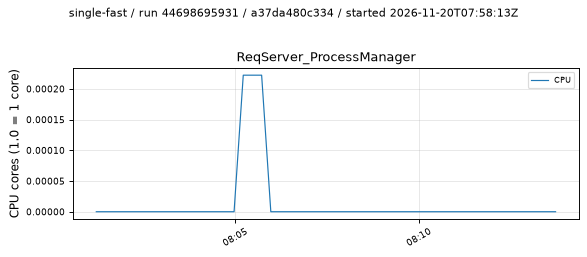 single-fast / run 44698695931 / a37da480c334 / started 2026-11-20T07:58:13Z
ReqServer_ProcessManager
CPU cores (1.0 = 1 core)
0.00020
0.00015
0.00010
0.00005
0.00000
CPU
08:05
08:10